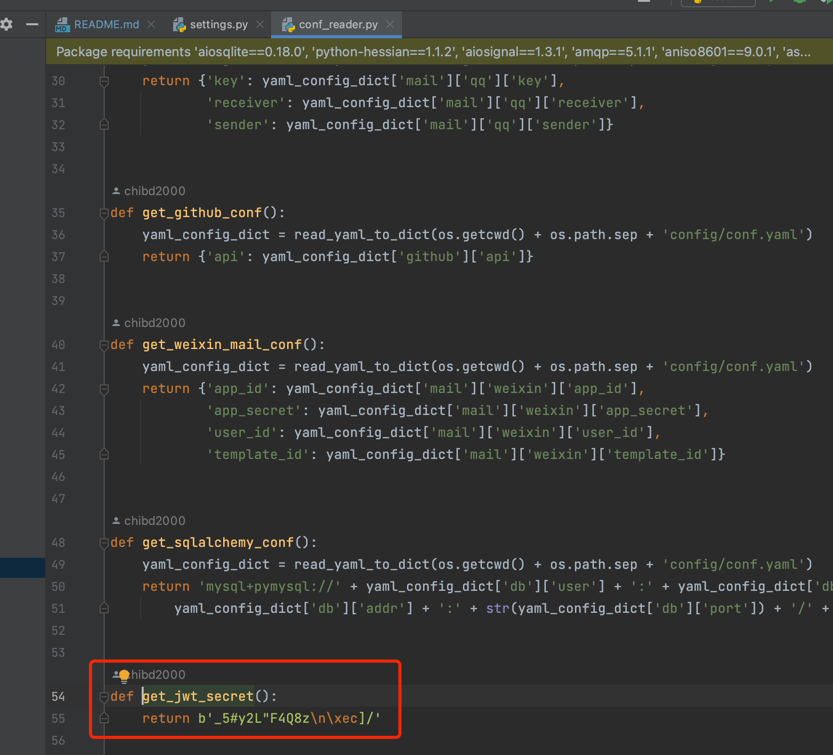 README.md settings.py conf_reader.py
Package requirements 'aiosqlite==0.18.0', 'python-hessian==1.1.2', 'aiosignal==1.3.1', 'amqp==5.1.1', 'aniso8601==9.0.1', 'as...
30 return {'key': yaml_config_dict['mail']['qq']['key'],
31 'receiver': yaml_config_dict['mail']['qq']['receiver'],
32 'sender': yaml_config_dict['mail']['qq']['sender']}
33
34
chibd2000
35 def get_github_conf():
36 yaml_config_dict = read_yaml_to_dict(os.getcwd() + os.path.sep + 'config/conf.yaml')
37 return {'api': yaml_config_dict['github']['api']}
38
39
chibd2000
40 def get_weixin_mail_conf():
41 yaml_config_dict = read_yaml_to_dict(os.getcwd() + os.path.sep + 'config/conf.yaml')
42 return {'app_id': yaml_config_dict['mail']['weixin']['app_id'],
43 'app_secret': yaml_config_dict['mail']['weixin']['app_secret'],
44 'user_id': yaml_config_dict['mail']['weixin']['user_id'],
45 'template_id': yaml_config_dict['mail']['weixin']['template_id']}
46
47
chibd2000
48 def get_sqlalchemy_conf():
49 yaml_config_dict = read_yaml_to_dict(os.getcwd() + os.path.sep + 'config/conf.yaml')
50 return 'mysql+pymysql://' + yaml_config_dict['db']['user'] + ':' + yaml_config_dict['db
51 yaml_config_dict['db']['addr'] + ':' + str(yaml_config_dict['db']['port']) + '/' +
52
53
chibd2000
54 def get_jwt_secret():
55 return b'_5#y2L"F4Q8z\n\xec]/'
56